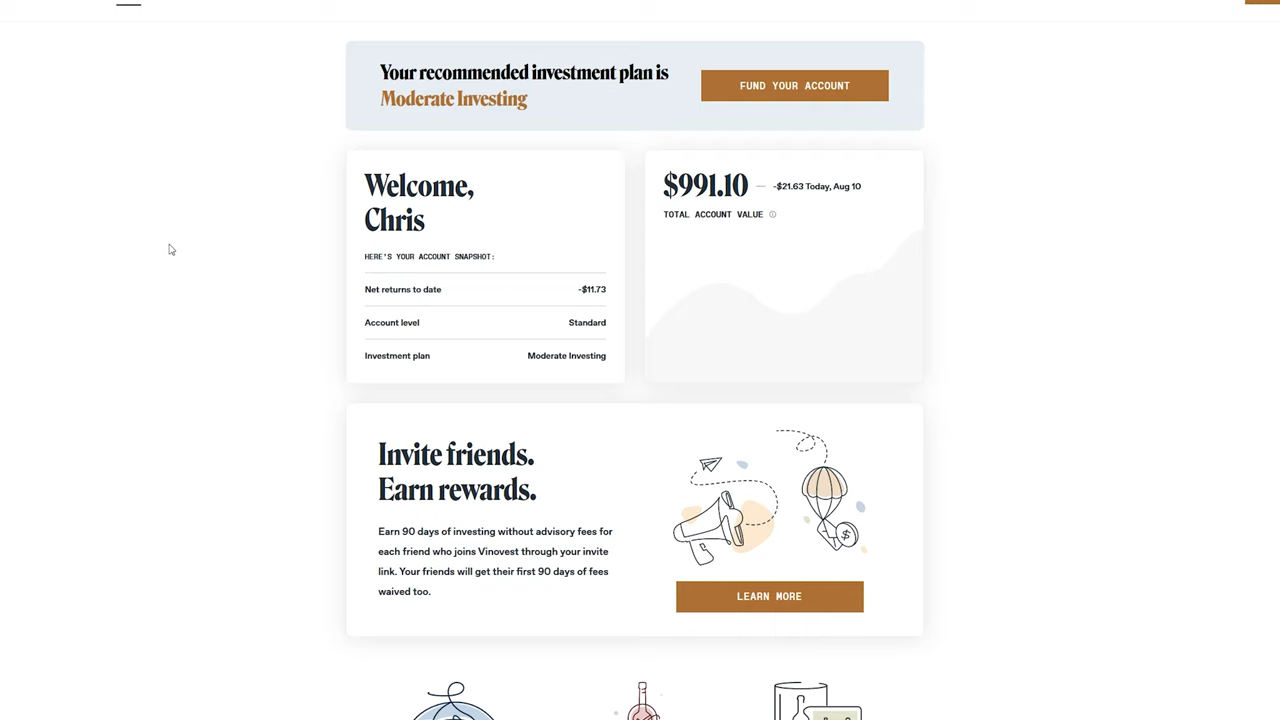 Your recommended investment plan is
Moderate Investing
FUND YOUR ACCOUNT
Welcome,
Chris
HERE'S YOUR ACCOUNT SNAPSHOT:
Net returns to date -$11.73
Account level Standard
Investment plan Moderate Investing
$991.10 — -$21.63 Today, Aug 10
TOTAL ACCOUNT VALUE
Invite friends.
Earn rewards.
Earn 90 days of investing without advisory fees for
each friend who joins Vinovest through your invite
link. Your friends will get their first 90 days of fees
waived too.
$
LEARN MORE